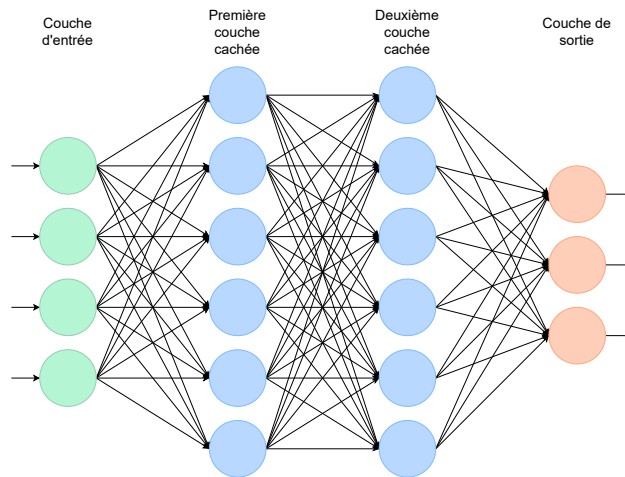 Couche
d'entrée
Première
couche
cachée
Deuxième
couche
cachée
Couche de
sortie